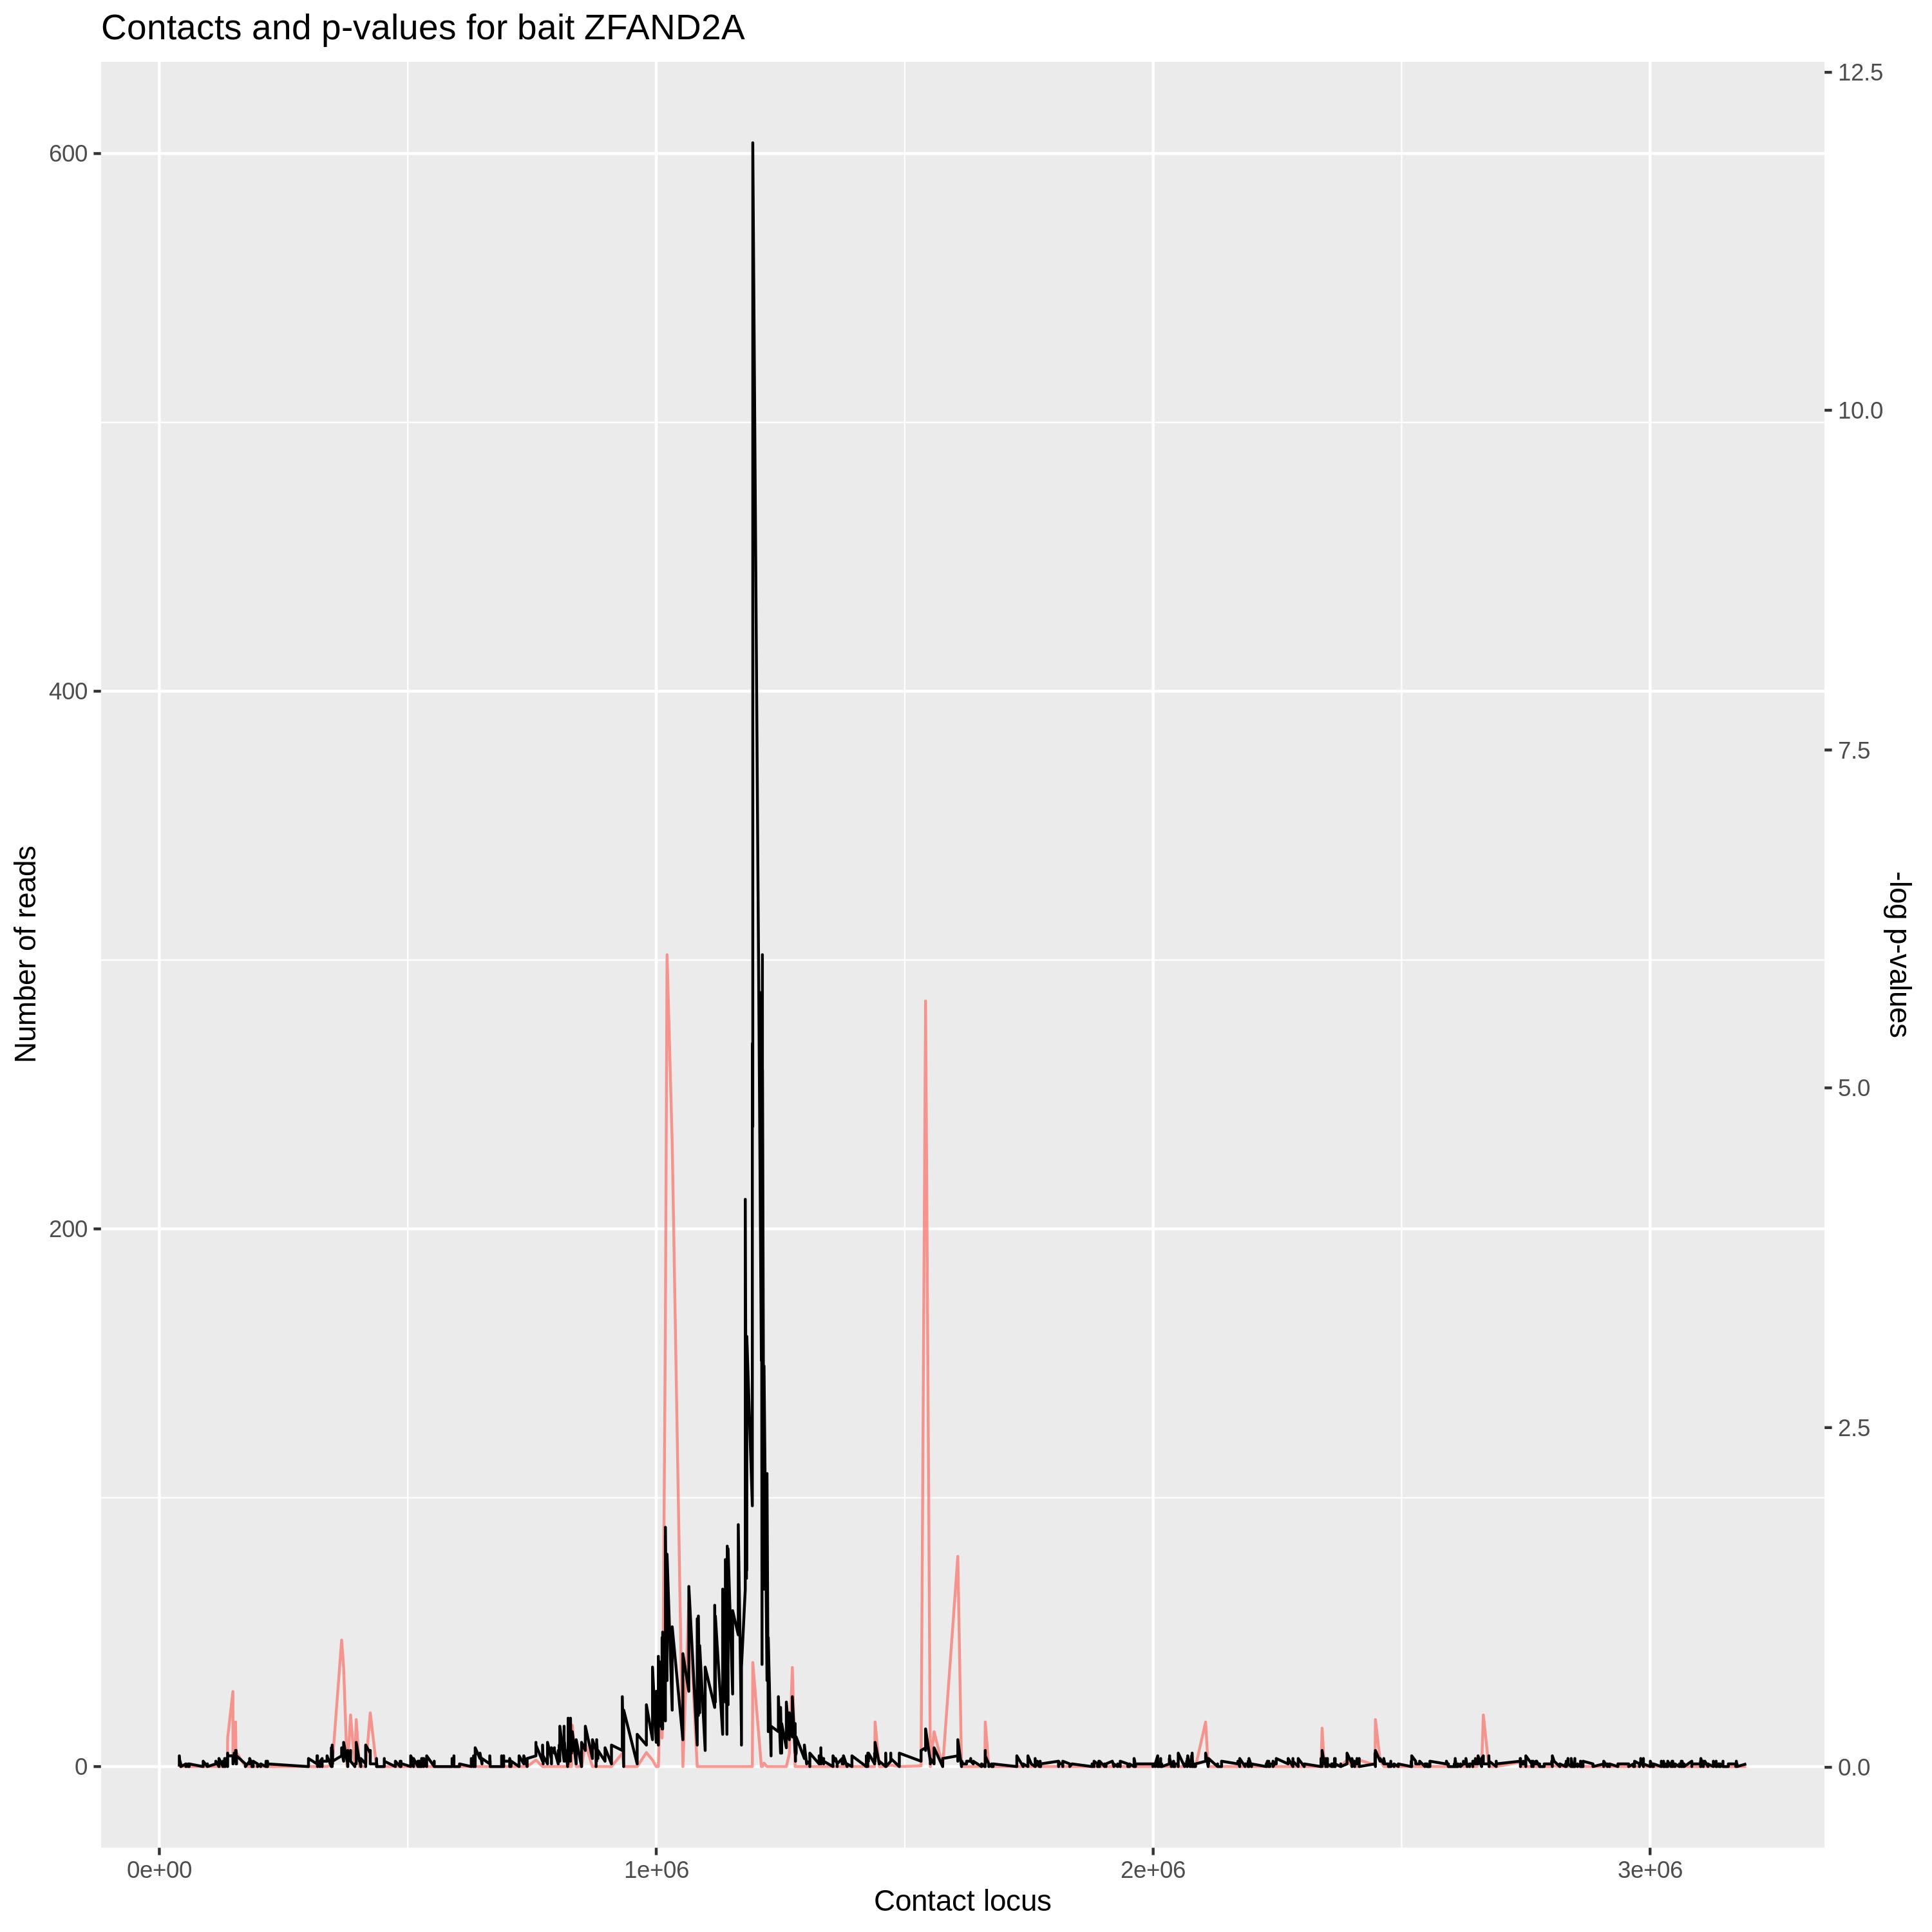 Contacts and p-values for bait ZFAND2A
Number of reads
600
400
200
0
12.5
10.0
7.5
5.0
2.5
0.0
-log p-values
0e+00
1e+06
2e+06
3e+06
Contact locus